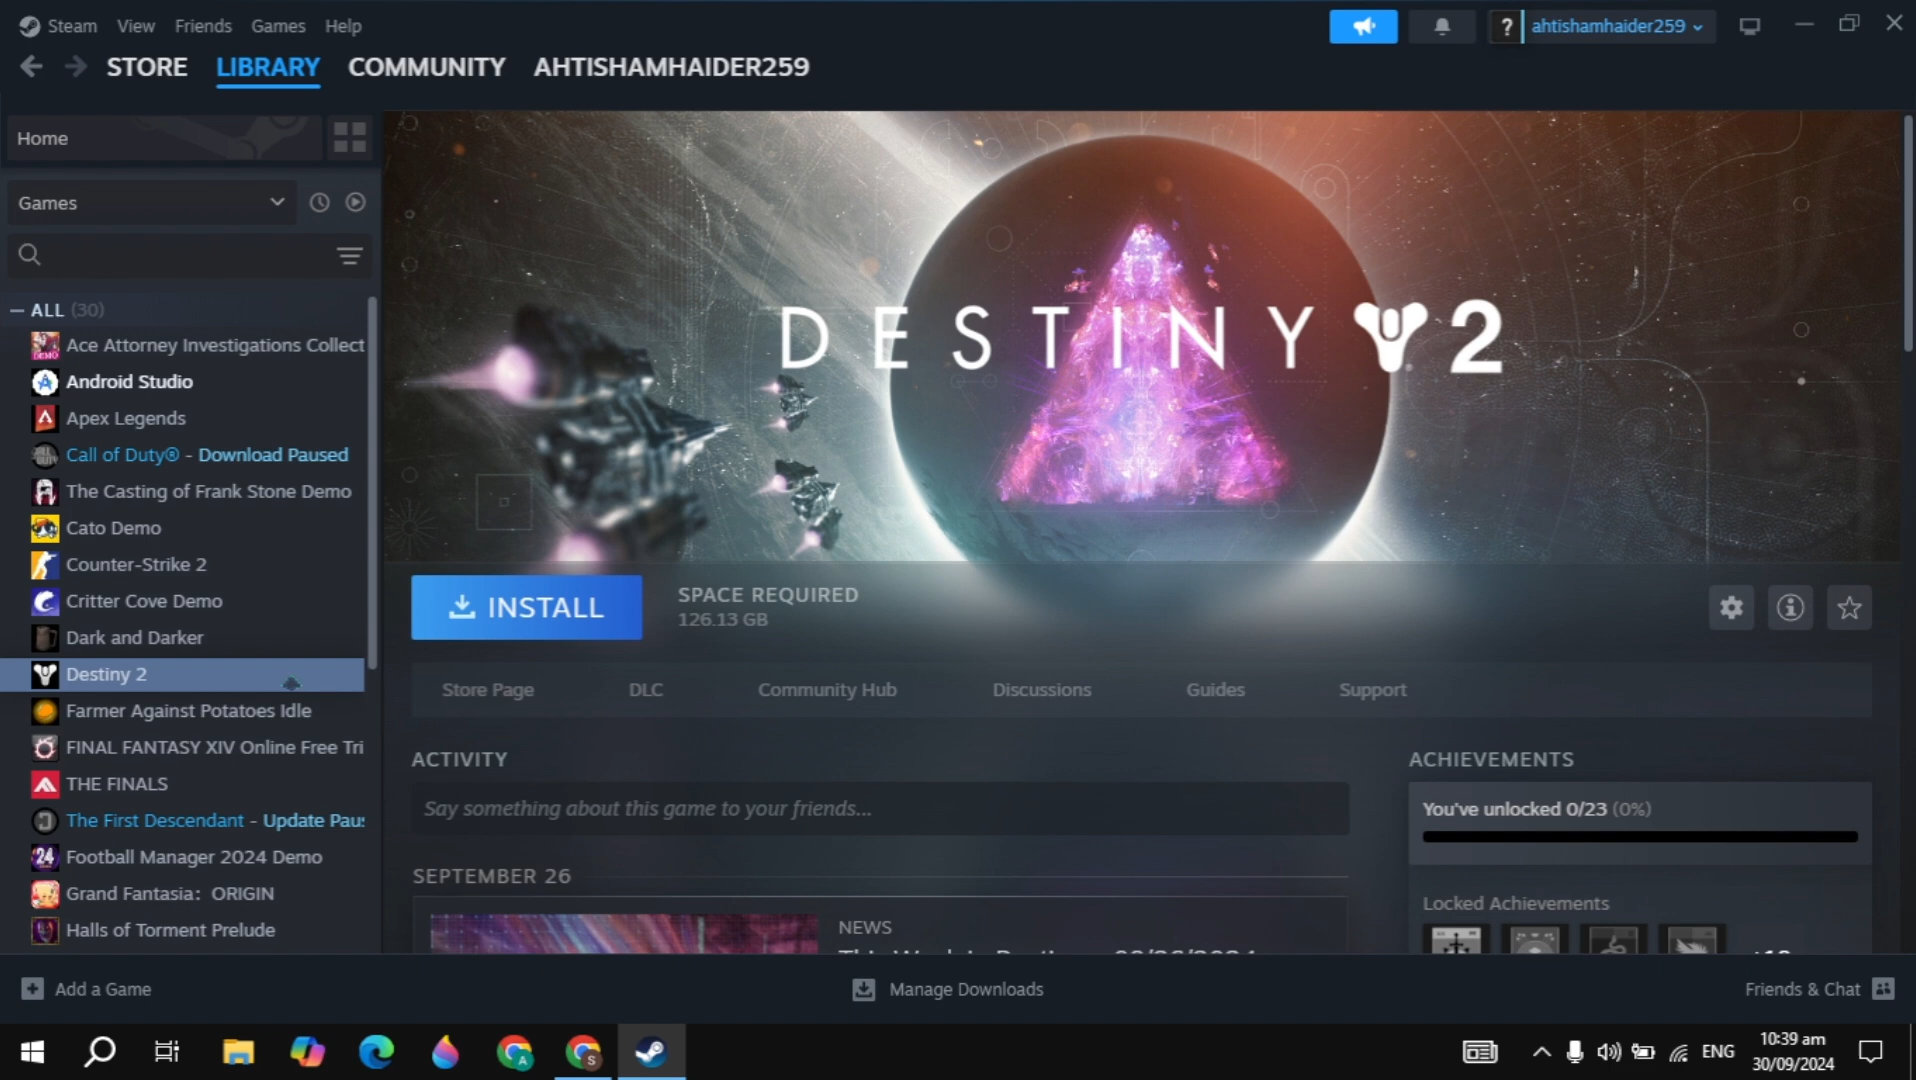 Steam View Friends Games Help
? ahtishamhaider259
STORE LIBRARY COMMUNITY AHTISHAMHAIDER259
Home
Games
ALL (30)
Ace Attorney Investigations Collect
Android Studio
Apex Legends
Call of Duty® - Download Paused
The Casting of Frank Stone Demo
Cato Demo
Counter-Strike 2
Critter Cove Demo
Dark and Darker
Destiny 2
Farmer Against Potatoes Idle
FINAL FANTASY XIV Online Free Tri
THE FINALS
The First Descendant - Update Pau
Football Manager 2024 Demo
Grand Fantasia: ORIGIN
Halls of Torment Prelude
DESTINY 2
INSTALL
SPACE REQUIRED
126.13 GB
Store Page DLC Community Hub Discussions Guides Support
ACTIVITY
Say something about this game to your friends...
SEPTEMBER 26
NEWS
ACHIEVEMENTS
You've unlocked 0/23 (0%)
Locked Achievements
Add a Game
Manage Downloads
Friends & Chat
ENG
10:39 am
30/09/2024